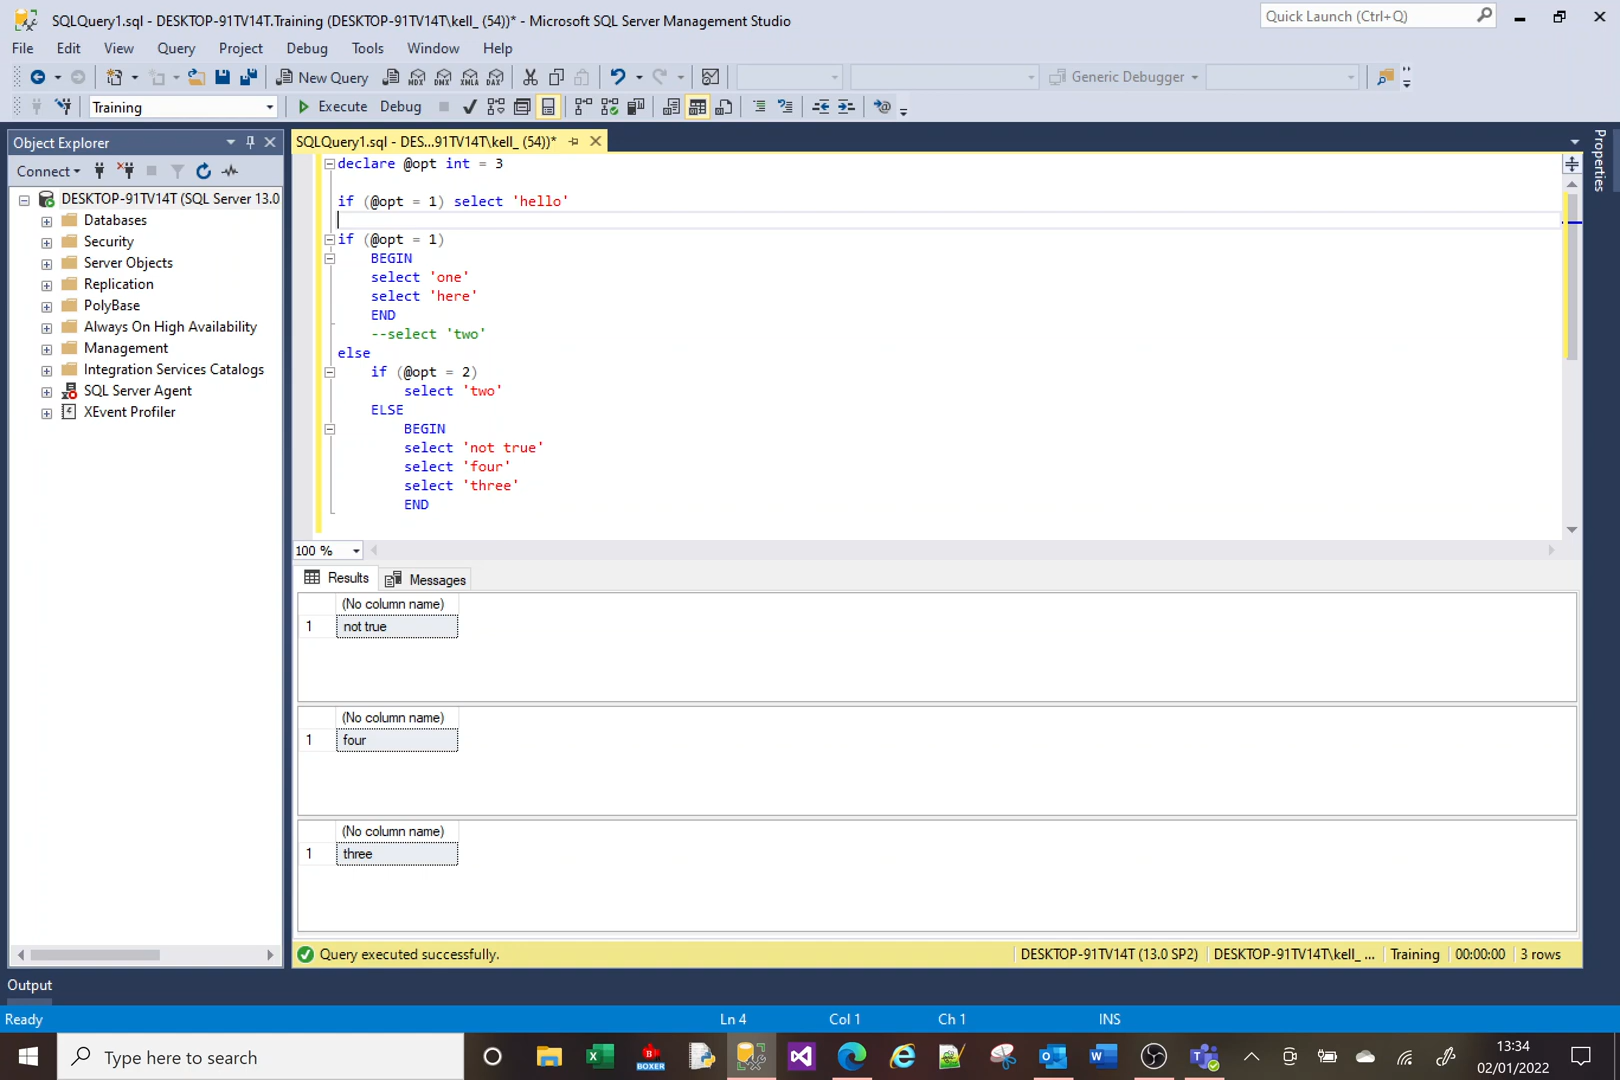 SQLQuery1.sql - DESKTOP-91TV14T.Training (DESKTOP-91TV14T\kell_ (54))* - Microsoft SQL Server Management Studio
Quick Launch (Ctrl+Q)
File Edit View Query Project Debug Tools Window Help
New Query MDX DMX XMLA DAX Generic Debugger
Training Execute Debug
Object Explorer
SQLQuery1.sql - DES...91TV14T\kell_ (54))*
Properties
Connect
DESKTOP-91TV14T (SQL Server 13.0
Databases
Security
Server Objects
Replication
PolyBase
Always On High Availability
Management
Integration Services Catalogs
SQL Server Agent
XEvent Profiler
declare @opt int = 3
if (@opt = 1) select 'hello'
if (@opt = 1)
BEGIN
select 'one'
select 'here'
END
--select 'two'
else
if (@opt = 2)
select 'two'
ELSE
BEGIN
select 'not true'
select 'four'
select 'three'
END
100 %
Results Messages
(No column name)
1 not true
(No column name)
1 four
(No column name)
1 three
Query executed successfully. DESKTOP-91TV14T (13.0 SP2) DESKTOP-91TV14T\kell_ ... Training 00:00:00 3 rows
Output
Ready Ln 4 Col 1 Ch 1 INS
Type here to search
BOXER
13:34
02/01/2022